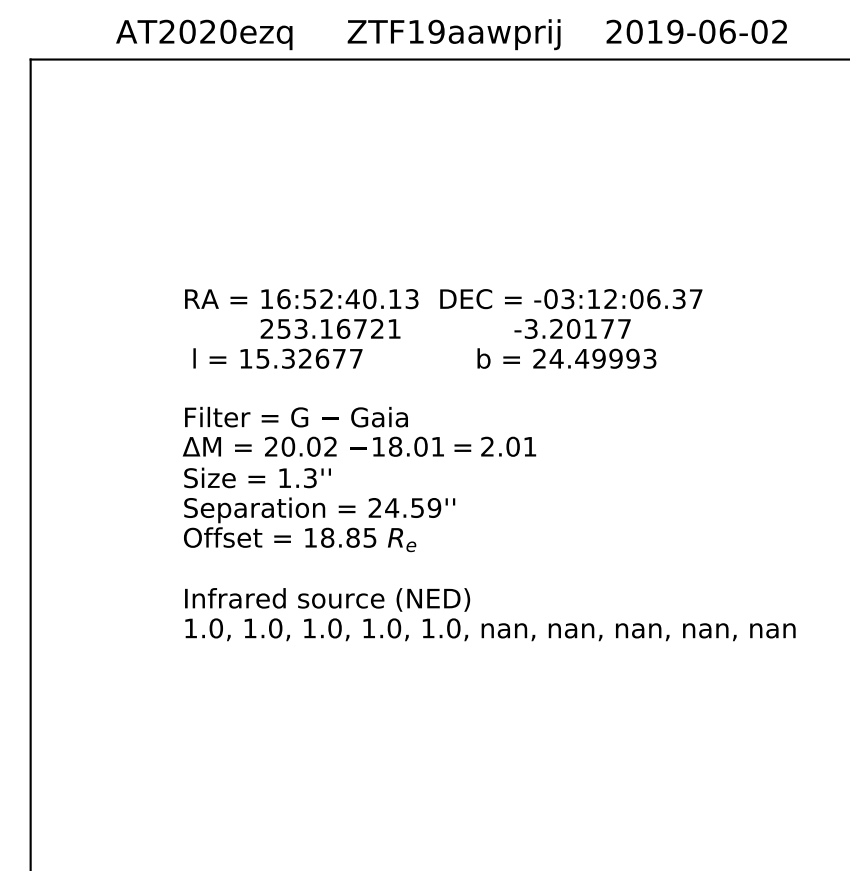 AT2020ezq ZTF19aawprij 2019-06-02
RA = 16:52:40.13 DEC = -03:12:06.37
253.16721 -3.20177
l = 15.32677 b = 24.49993
Filter = G − Gaia
ΔM = 20.02 −18.01 = 2.01
Size = 1.3''
Separation = 24.59''
Offset = 18.85 Re
Infrared source (NED)
1.0, 1.0, 1.0, 1.0, 1.0, nan, nan, nan, nan, nan